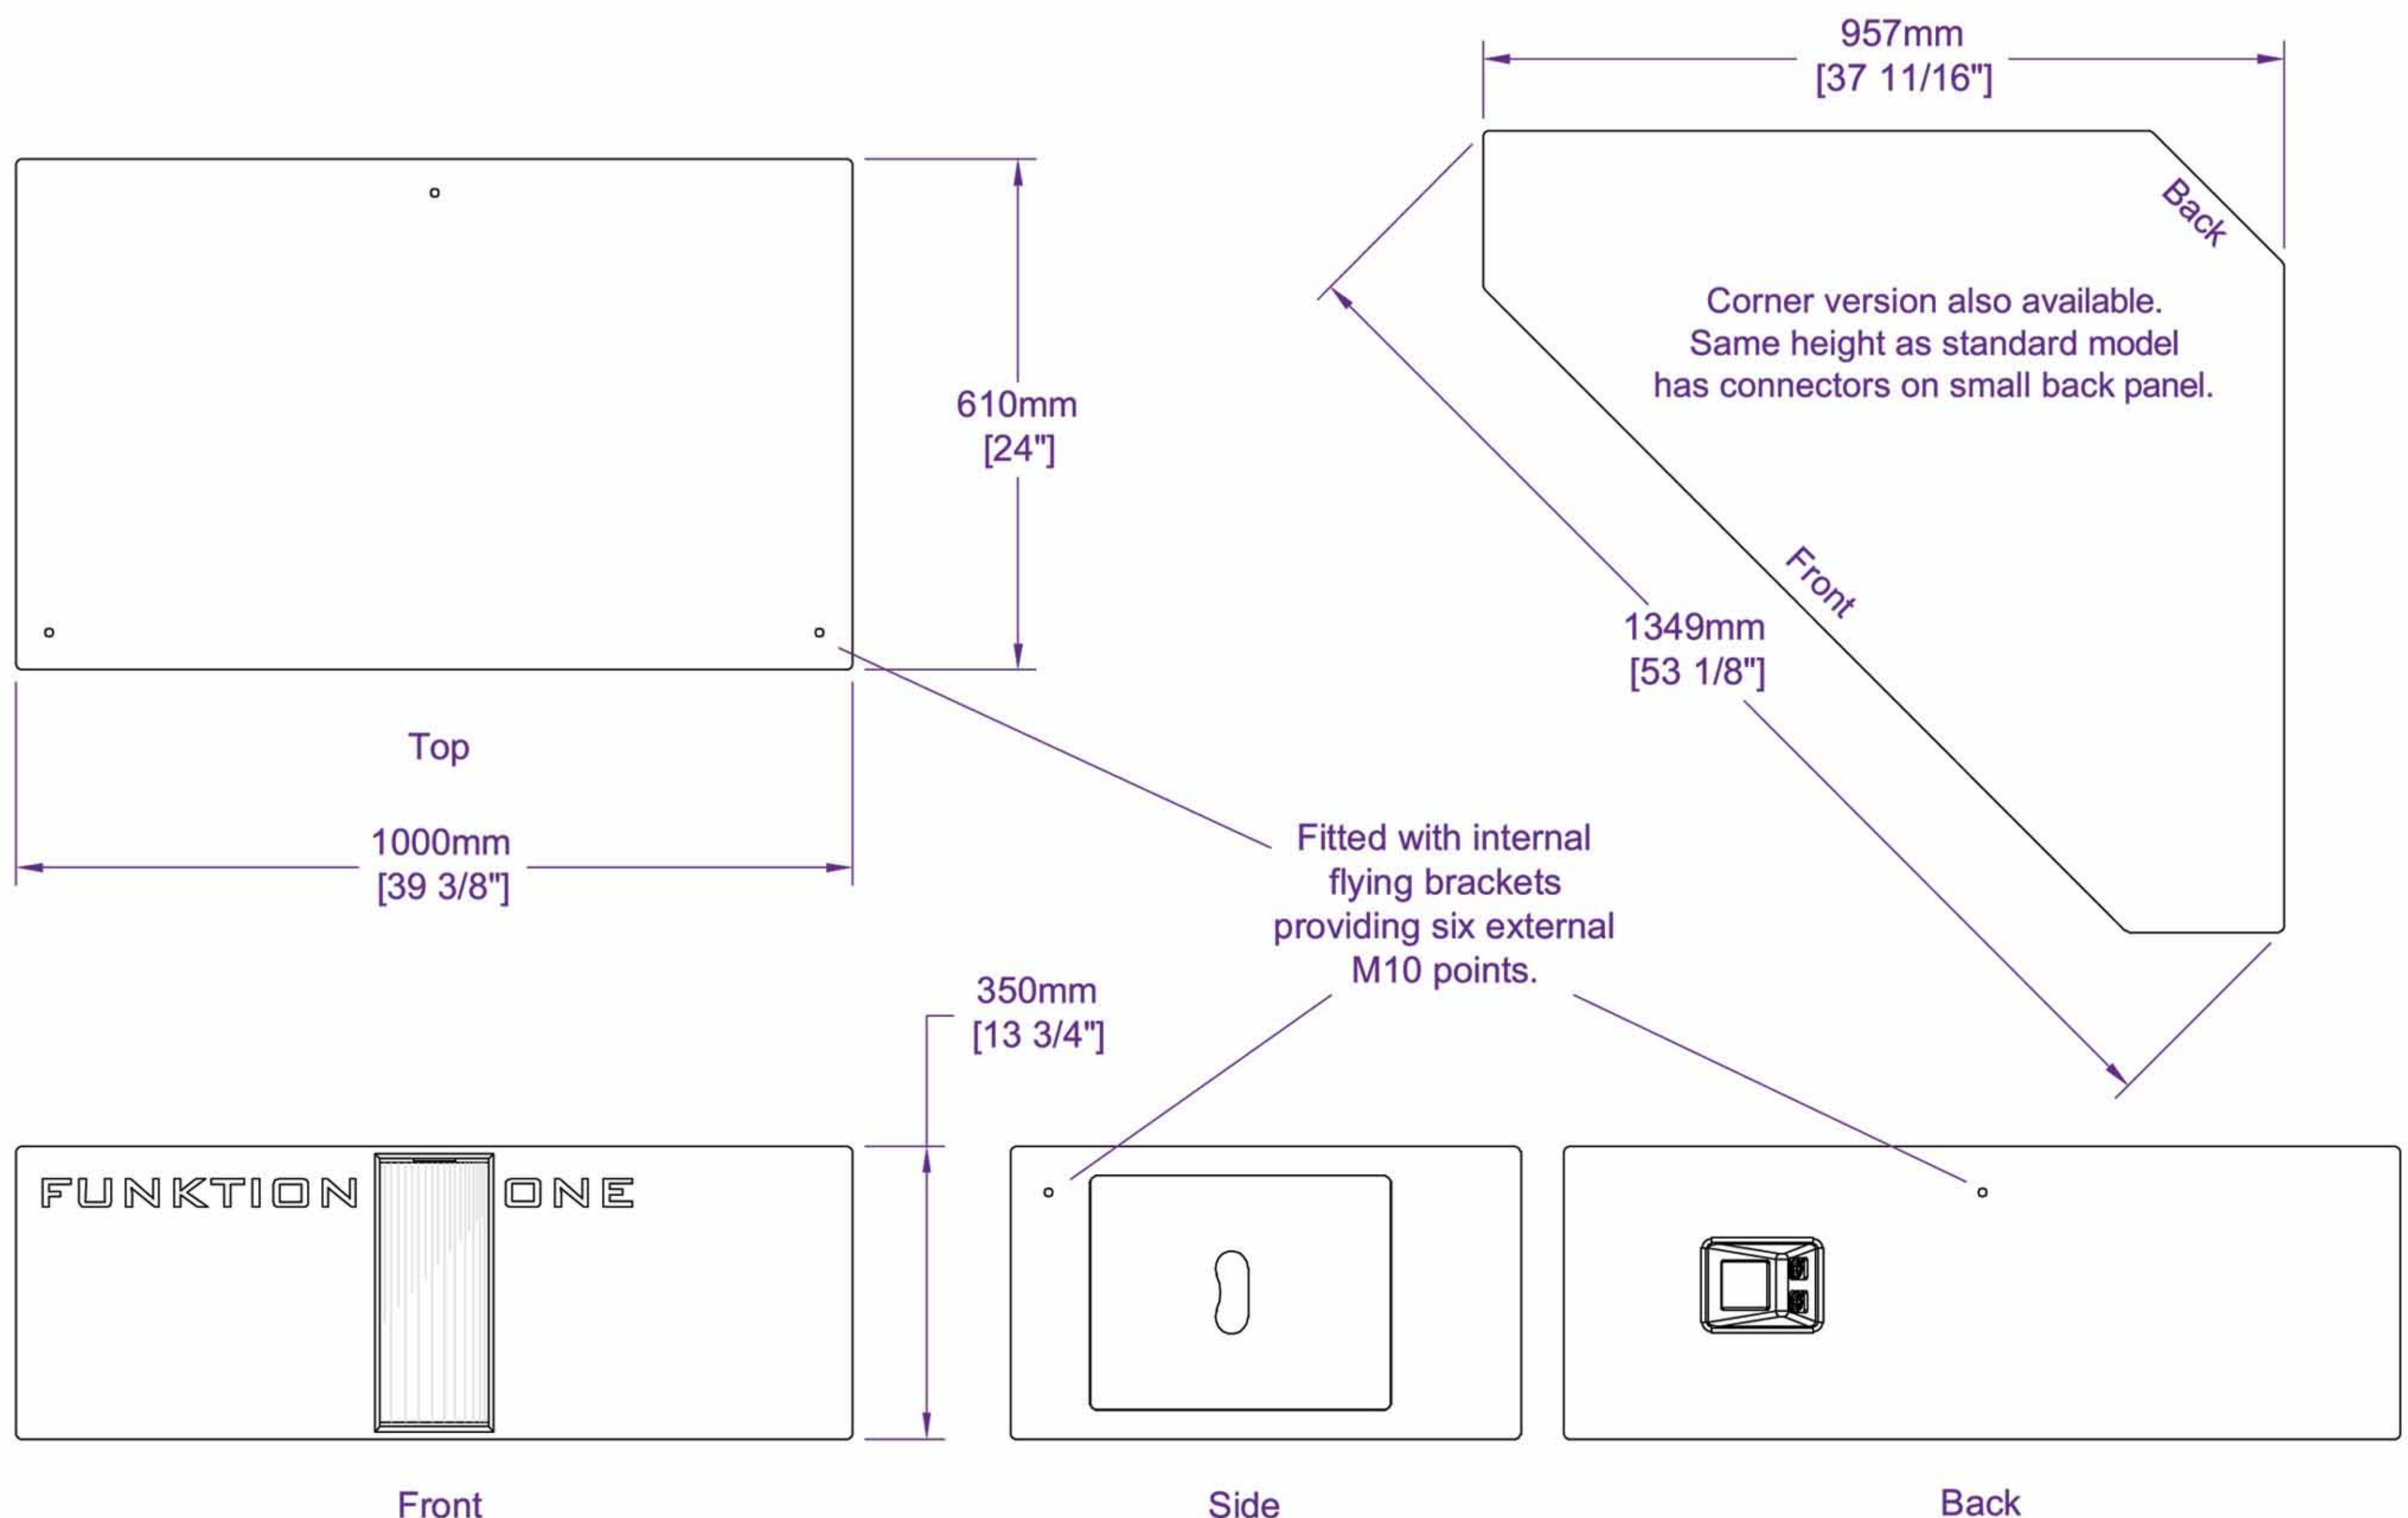 957mm
[37 11/16"]
Back
Corner version also available.
Same height as standard model
has connectors on small back panel.
610mm
[24"]
Front
1349mm
[53 1/8"]
Top
1000mm
[39 3/8"]
Fitted with internal
flying brackets
providing six external
M10 points.
350mm
[13 3/4"]
FUNKTION ONE
Front
Side
Back